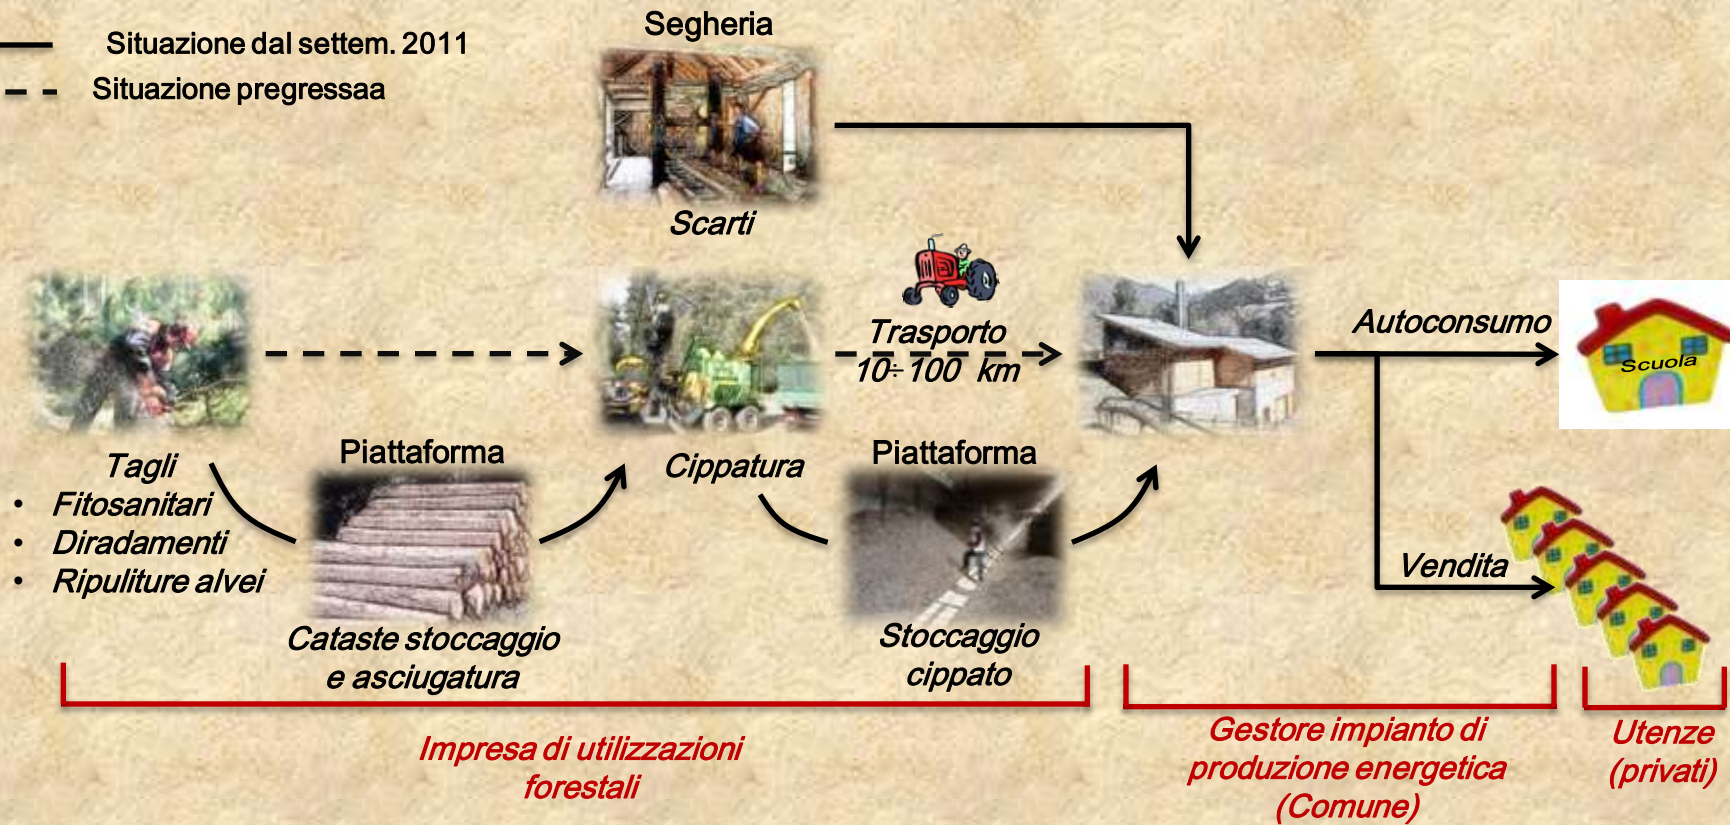 Situazione dal settem. 2011
Situazione pregressaa
Segheria
Scarti
Trasporto
10÷100 km
Autoconsumo
Scuola
Tagli
• Fitosanitari
• Diradamenti
• Ripuliture alvei
Piattaforma
Cippatura
Piattaforma
Vendita
Cataste stoccaggio
e asciugatura
Stoccaggio
cippato
Impresa di utilizzazioni
forestali
Gestore impianto di
produzione energetica
(Comune)
Utenze
(privati)